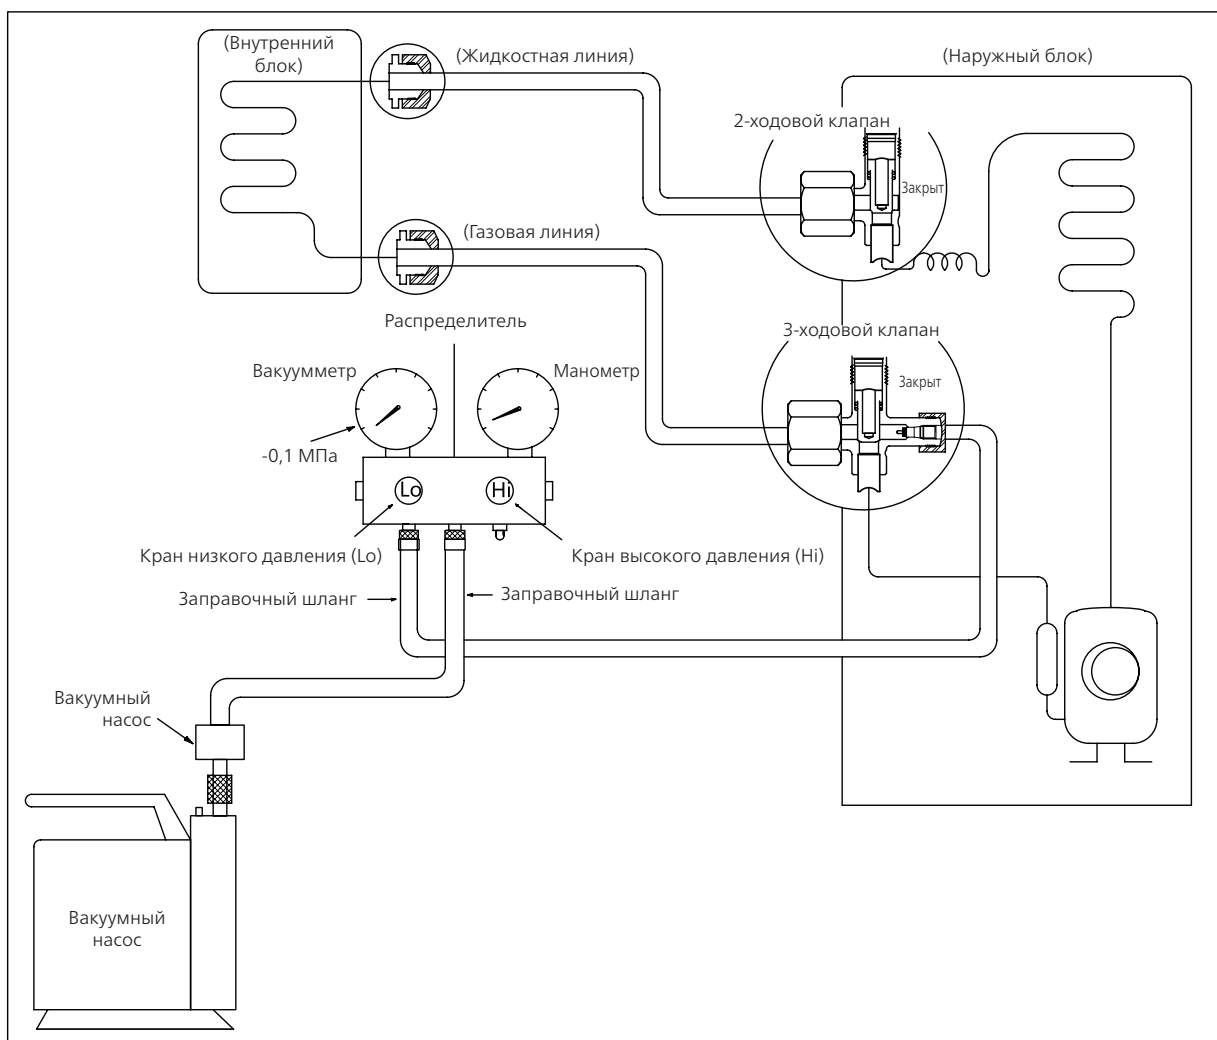 (Внутренний
блок)
(Жидкостная линия)
(Наружный блок)
2-ходовой клапан
Закрыт
(Газовая линия)
Распределитель
3-ходовой клапан
Вакуумметр
Манометр
Закрыт
-0,1 МПа
Lo
Hi
Кран низкого давления (Lo)
Кран высокого давления (Hi)
Заправочный шланг
Заправочный шланг
Вакуумный
насос
Вакуумный
насос